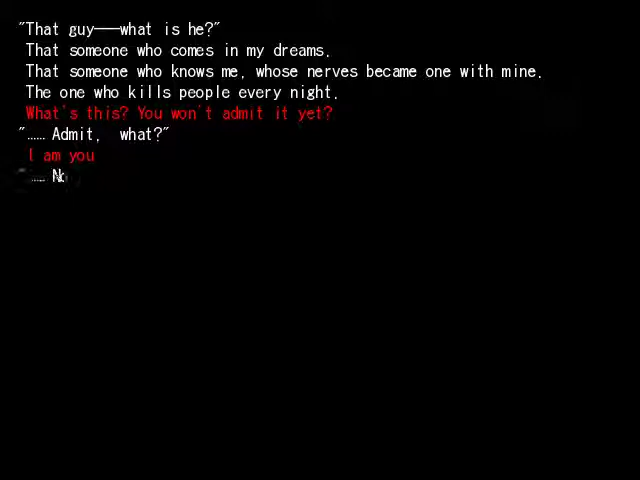 "That guy──what is he?"
That someone who comes in my dreams.
That someone who knows me, whose nerves became one with mine.
The one who kills people every night.
What's this? You won't admit it yet?
"…… Admit, what?"
I am you
…… No